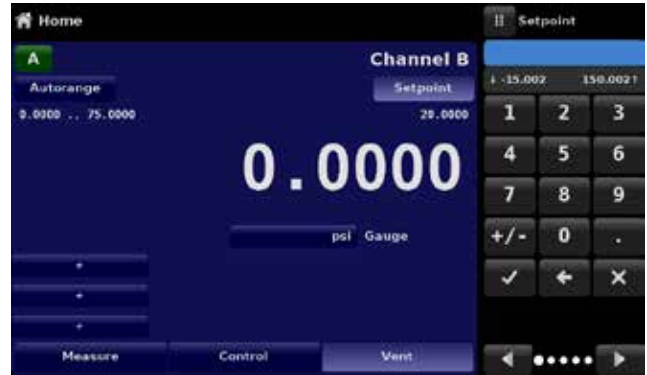 Home
Setpoint
A
Channel B
Autorange
Setpoint
0.0000 .. 75.0000
20.0000
0.0000
psi Gauge
+
+
+
Measure
Control
Vent
↓ -15.002 150.002↑
1 2 3
4 5 6
7 8 9
+/- 0 .